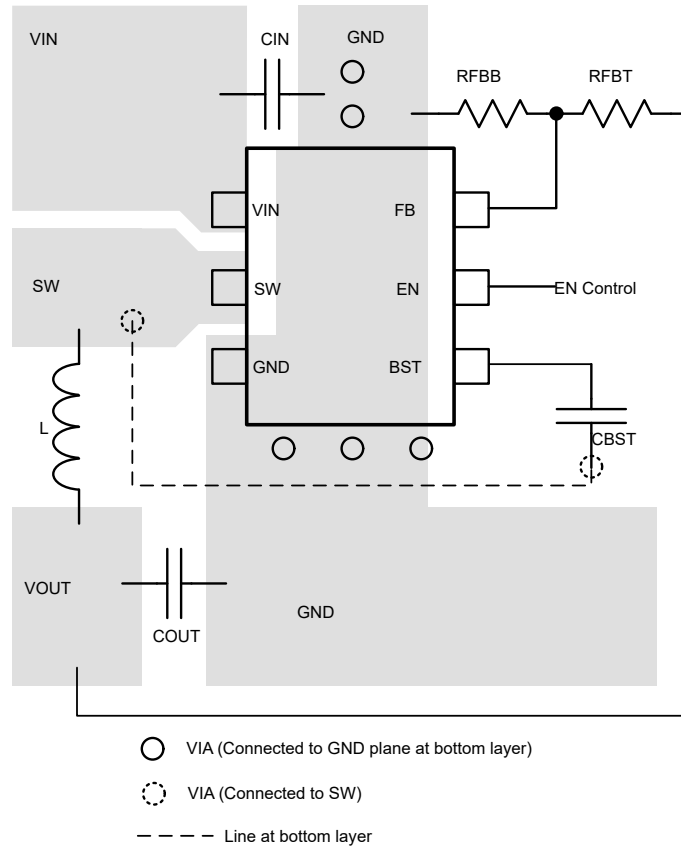 VIN
CIN
GND
RFBB
RFBT
VIN
FB
SW
SW
EN
EN Control
GND
BST
L
CBST
VOUT
COUT
GND
VIA (Connected to GND plane at bottom layer)
VIA (Connected to SW)
Line at bottom layer